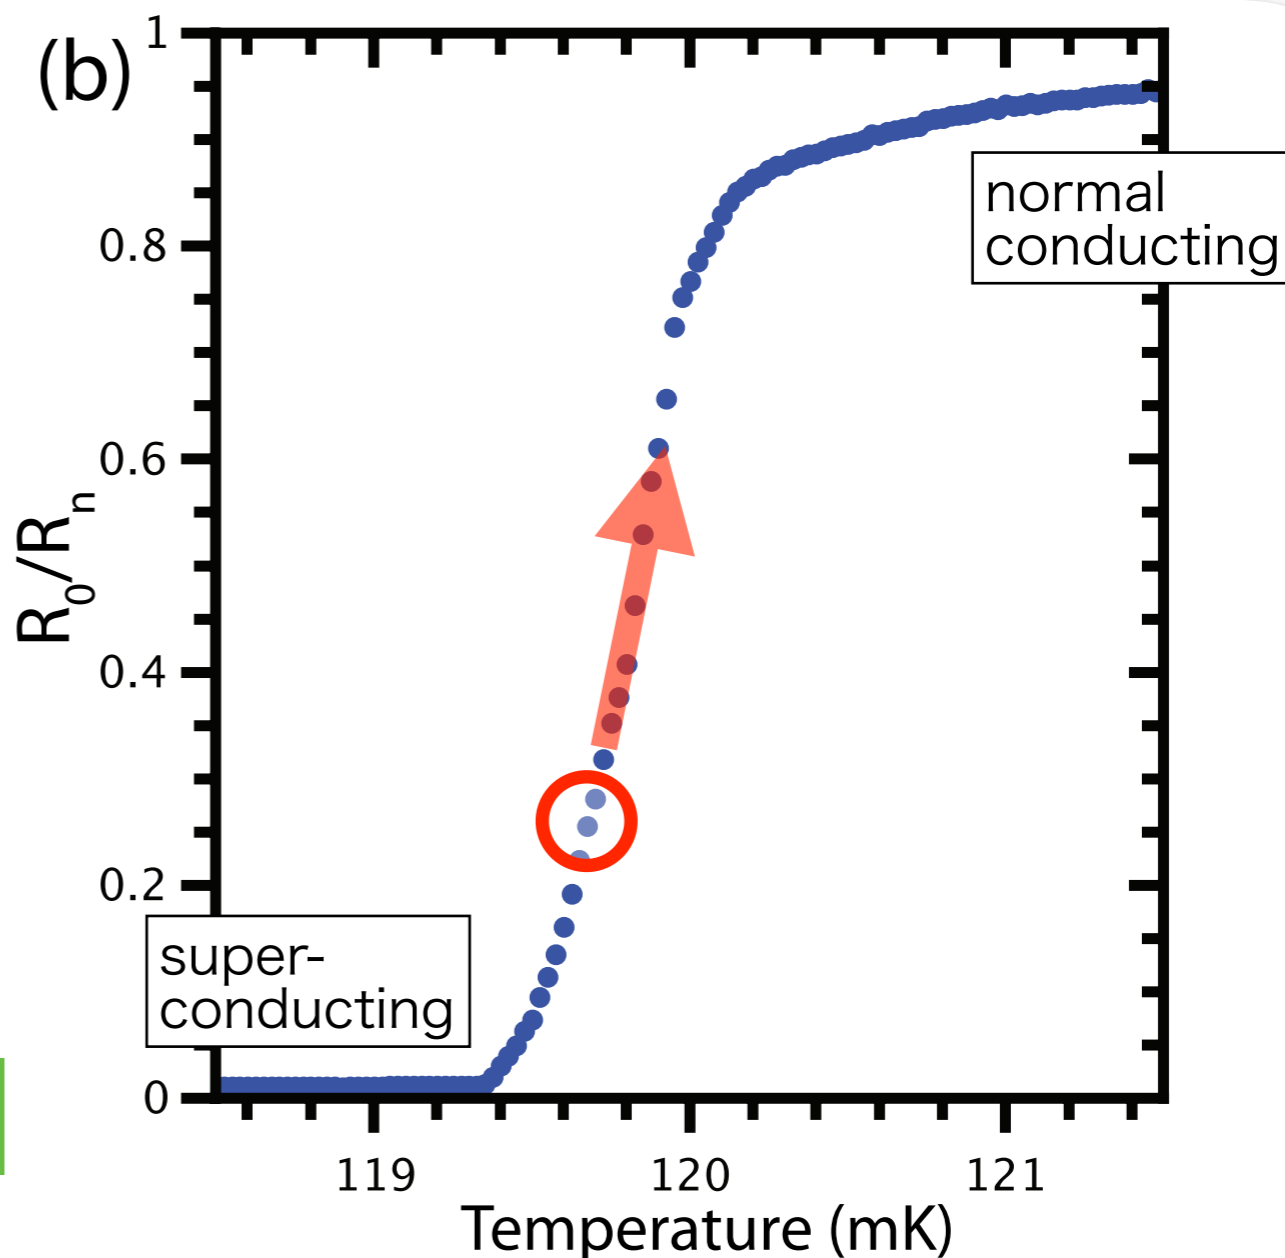 (b)
1
0.8
0.6
0.4
0.2
0
R0/Rn
normal
conducting
super-
conducting
119 120 121
Temperature (mK)